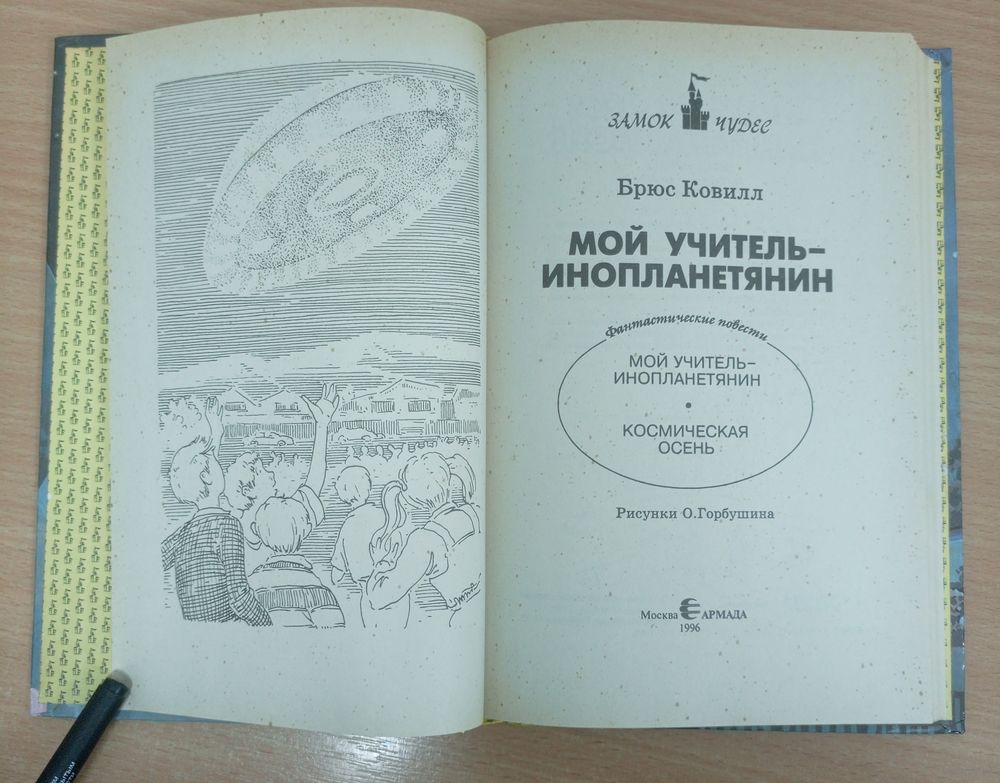 ЗАМОК ЧУДЕС
Брюс Ковилл
МОЙ УЧИТЕЛЬ–
ИНОПЛАНЕТЯНИН
Фантастические повести
МОЙ УЧИТЕЛЬ–
ИНОПЛАНЕТЯНИН
•
КОСМИЧЕСКАЯ
ОСЕНЬ
Рисунки О.Горбушина
Москва АРМАДА
1996